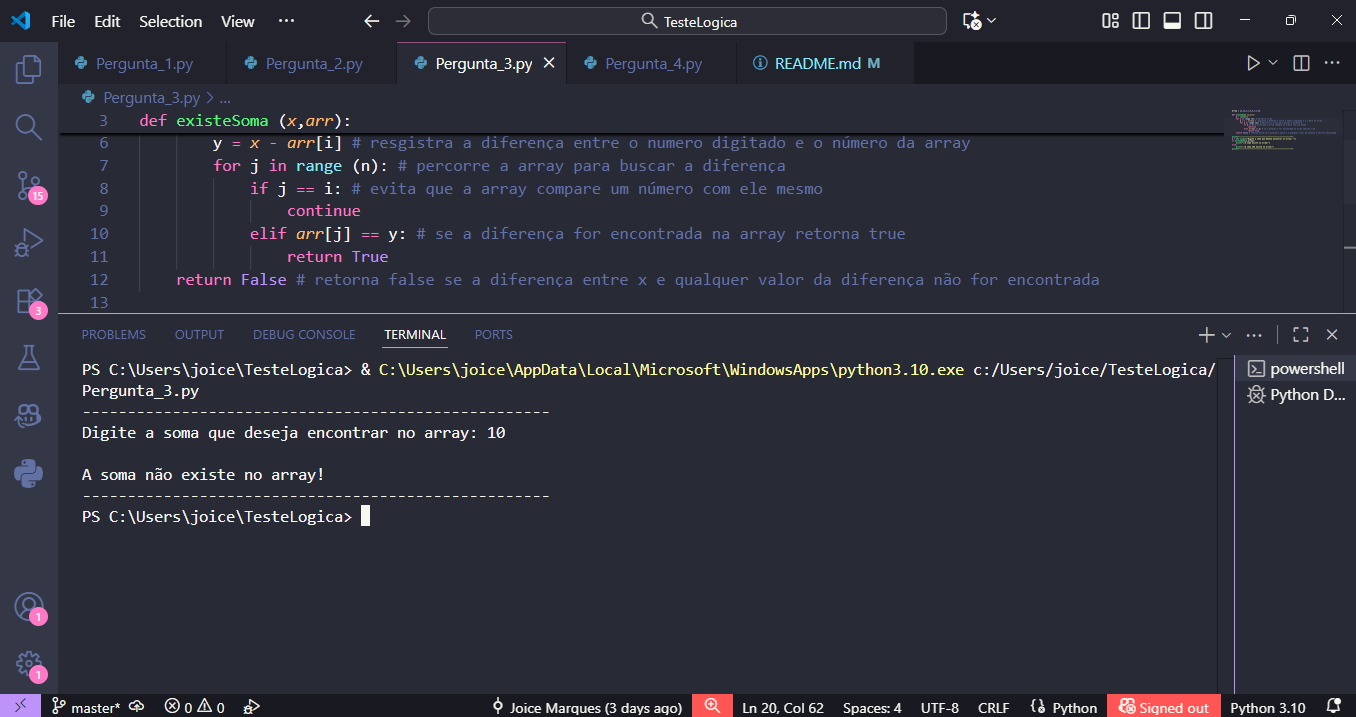 File Edit Selection View ··· TesteLogica
Pergunta_1.py Pergunta_2.py Pergunta_3.py Pergunta_4.py README.md M
Pergunta_3.py > ...
3 def existeSoma (x,arr):
6 y = x - arr[i] # resgistra a diferença entre o numero digitado e o número da array
7 for j in range (n): # percorre a array para buscar a diferença
8 if j == i: # evita que a array compare um número com ele mesmo
9 continue
10 elif arr[j] == y: # se a diferença for encontrada na array retorna true
11 return True
12 return False # retorna false se a diferença entre x e qualquer valor da diferença não for encontrada
13
PROBLEMS OUTPUT DEBUG CONSOLE TERMINAL PORTS
PS C:\Users\joice\TesteLogica> & C:\Users\joice\AppData\Local\Microsoft\WindowsApps\python3.10.exe c:/Users/joice/TesteLogica/
Pergunta_3.py
----------------------------------------------------
Digite a soma que deseja encontrar no array: 10
A soma não existe no array!
----------------------------------------------------
PS C:\Users\joice\TesteLogica>
powershell
Python D...
15
3
1
1
master* 0 0 Joice Marques (3 days ago) Ln 20, Col 62 Spaces: 4 UTF-8 CRLF Python Signed out Python 3.10